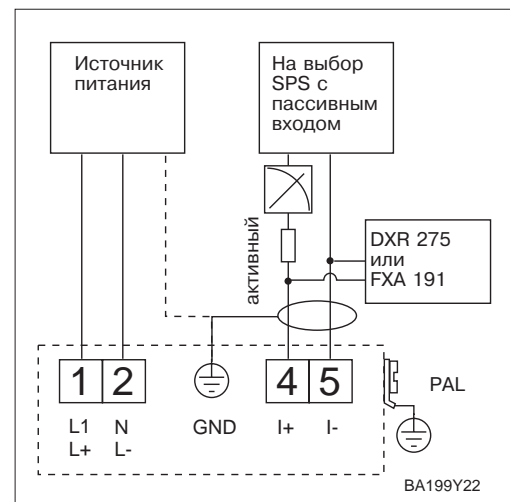 Источник
питания
На выбор
SPS с
пассивным
входом
активный
DXR 275
или
FXA 191
1 2 4 5
L1 N GND I+ I-
L+ L-
PAL
BA199Y22